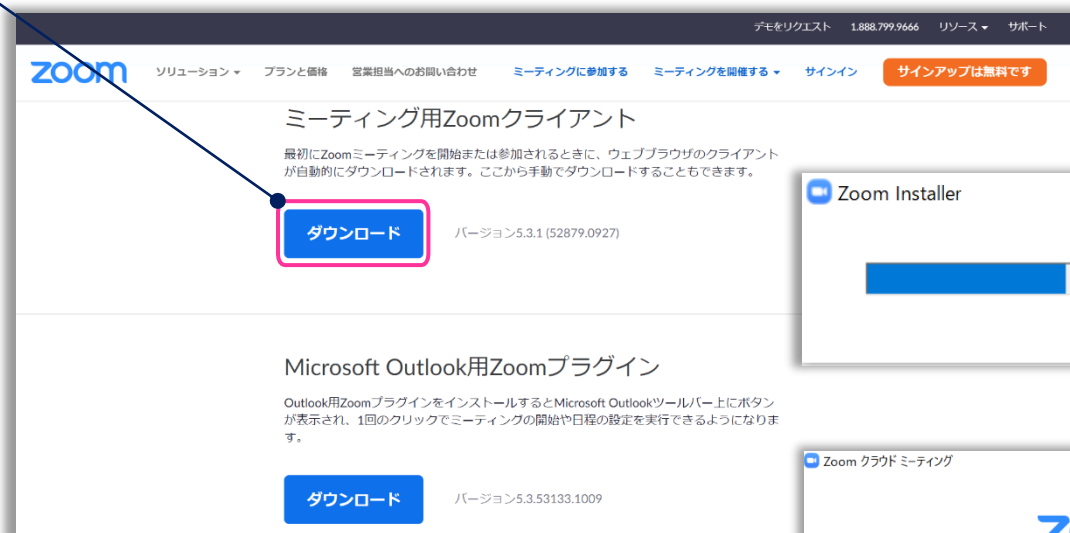 デモをリクエスト 1.888.799.9666 リソース サポート
zoom ソリューション プランと価格 営業担当へのお問い合わせ ミーティングに参加する ミーティングを開催する サインイン サインアップは無料です
ミーティング用Zoomクライアント
最初にZoomミーティングを開始または参加されるときに、ウェブブラウザのクライアント
が自動的にダウンロードされます。ここから手動でダウンロードすることもできます。
ダウンロード バージョン5.3.1 (52879.0927)
Zoom Installer
Microsoft Outlook用Zoomプラグイン
Outlook用ZoomプラグインをインストールするとMicrosoft Outlookツールバー上にボタン
が表示され、1回のクリックでミーティングの開始や日程の設定を実行できるようになりま
す。
ダウンロード バージョン5.3.53133.1009
Zoom クラウド ミーティング